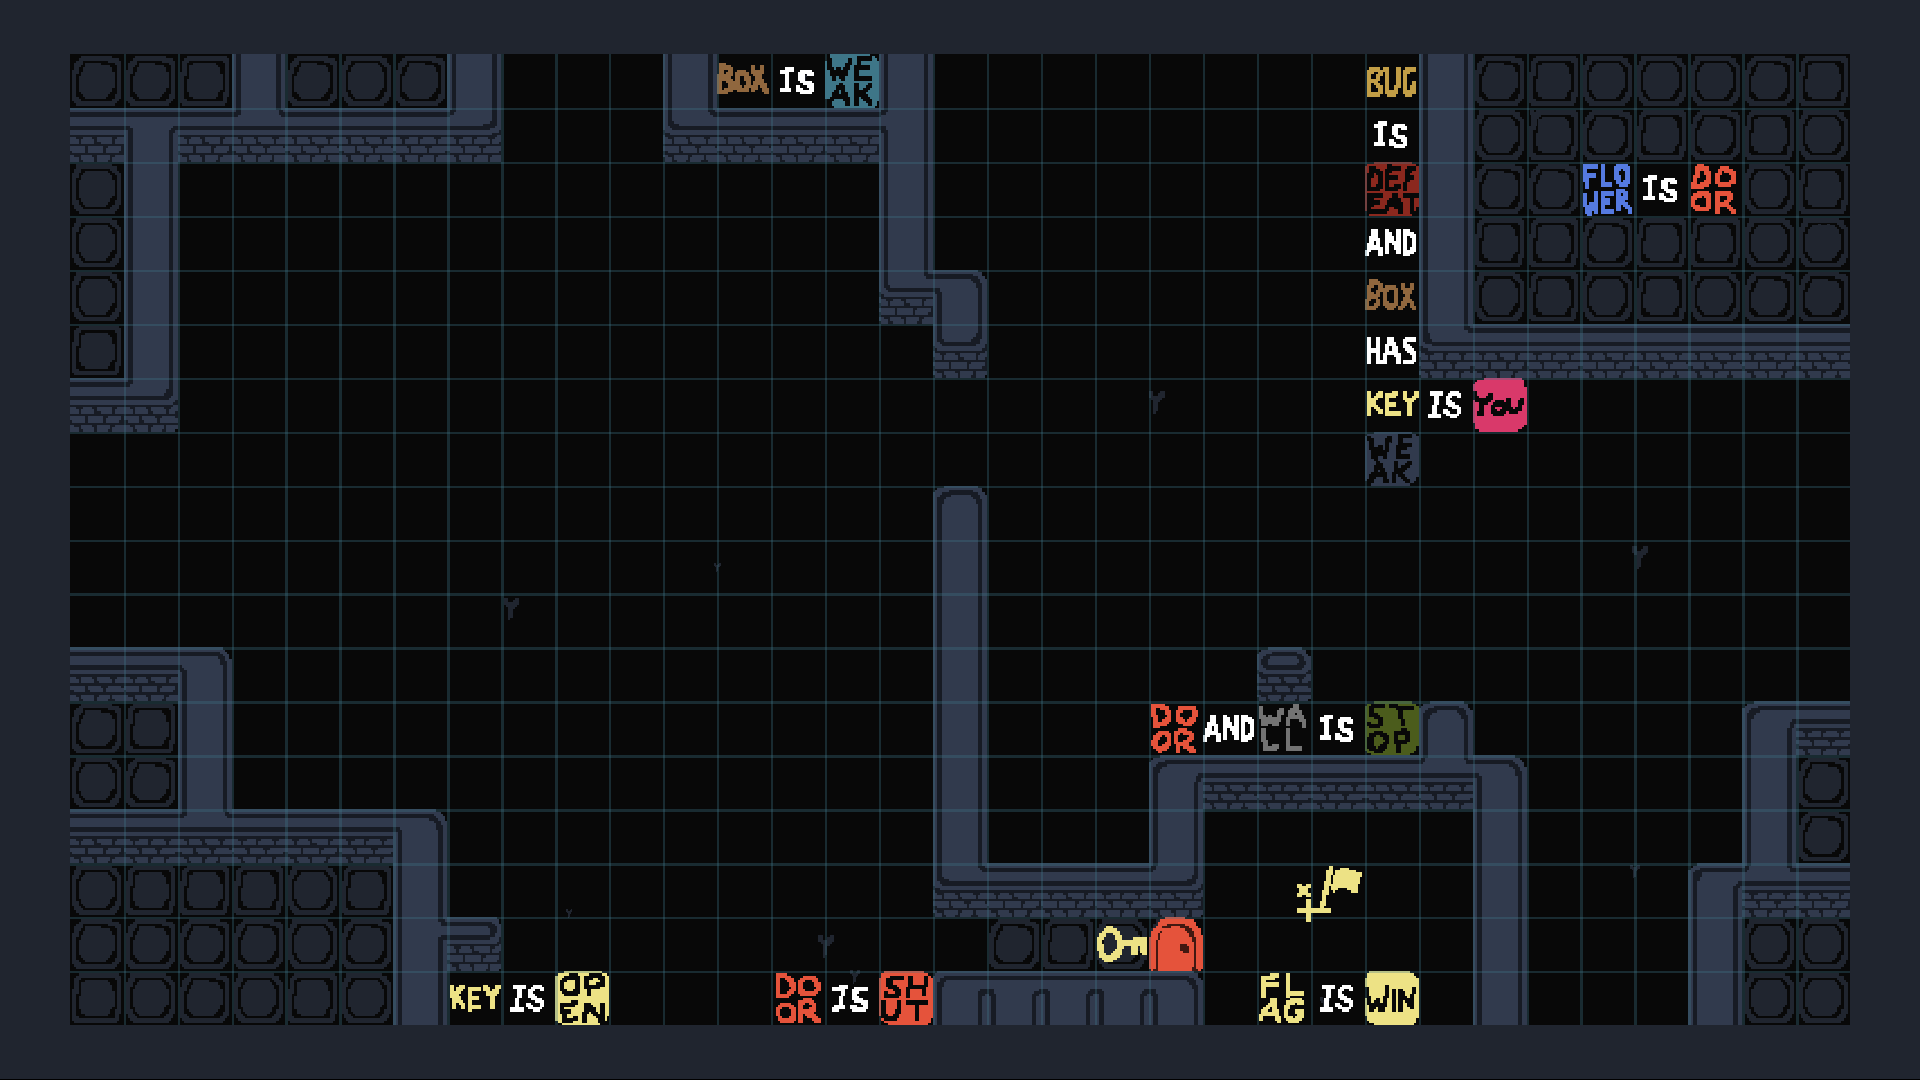 BOX IS WEAK
BUG
IS
DEFEAT
AND
BOX
HAS
KEY IS YOU
WEAK
FLOWER IS DOOR
DOOR AND WALL IS STOP
KEY IS OPEN
DOOR IS SHUT
FLAG IS WIN